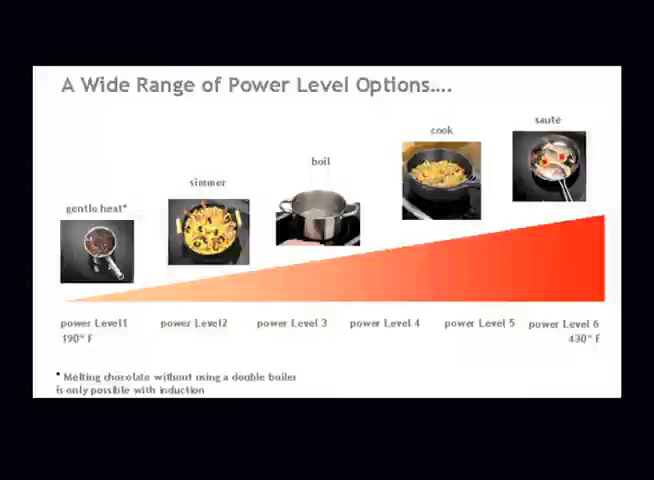 A Wide Range of Power Level Options....
saute
cook
boil
simmer
gentle heat*
power Level1 power Level2 power Level 3 power Level 4 power Level 5 power Level 6
190° F 430° F
* Melting chocolate without using a double boiler
is only possible with induction